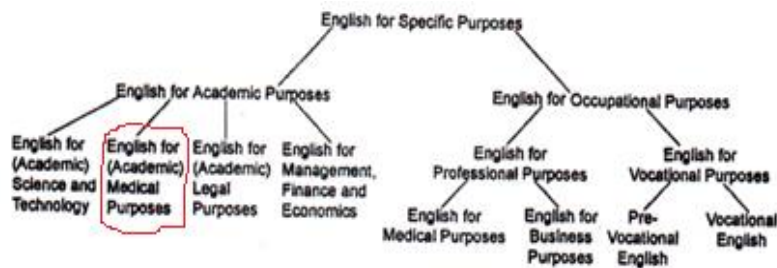 English for Specific Purposes
English for Academic Purposes
English for Occupational Purposes
English for
(Academic)
Science and
Technology
English for
(Academic)
Medical
Purposes
English for
(Academic)
Legal
Purposes
English for
Management,
Finance and
Economics
English for
Professional Purposes
English for
Vocational Purposes
English for
Medical Purposes
English for
Business
Purposes
Pre-
Vocational
English
Vocational
English